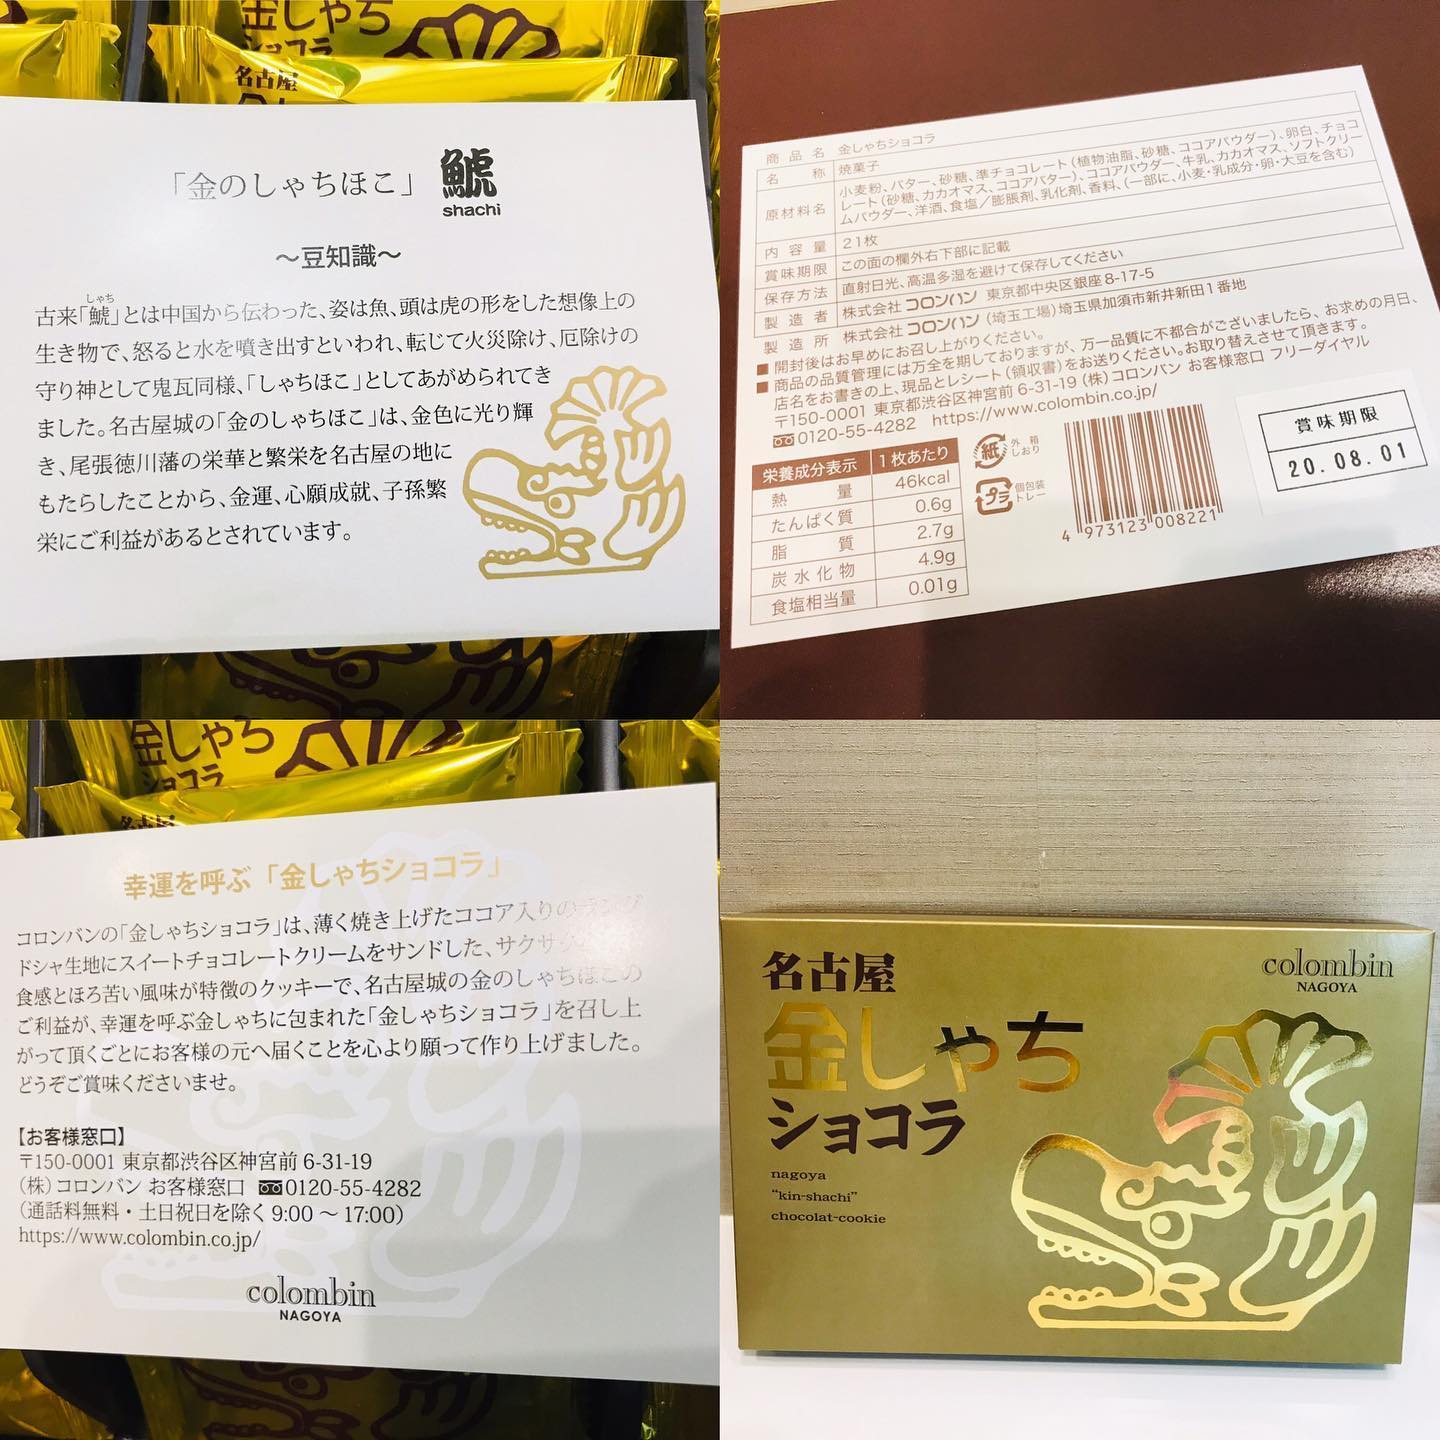 金しゃち
ショコラ
名古屋
「金のしゃちほこ」
鯱
shachi
～豆知識～
しゃち
古来「鯱」とは中国から伝わった、姿は魚、頭は虎の形をした想像上の
生き物で、怒ると水を噴き出すといわれ、転じて火災除け、厄除けの
守り神として鬼瓦同様、「しゃちほこ」としてあがめられてき
ました。名古屋城の「金のしゃちほこ」は、金色に光り輝
き、尾張徳川藩の栄華と繁栄を名古屋の地に
もたらしたことから、金運、心願成就、子孫繁
栄にご利益があるとされています。
商品名 金しゃちショコラ
名称 焼菓子
原材料名 小麦粉、バター、砂糖、準チョコレート(植物油脂、砂糖、ココアパウダー)、卵白、チョコ
レート(砂糖、カカオマス、ココアバター)、ココアパウダー、牛乳、カカオマス、ソフトクリー
ムパウダー、洋酒、食塩/膨脹剤、乳化剤、香料、(一部に、小麦・乳成分・卵・大豆を含む)
内容量 21枚
賞味期限 この面の欄外右下部に記載
保存方法 直射日光、高温多湿を避けて保存してください
製造者 株式会社 コロンバン 東京都中央区銀座8-17-5
製造所 株式会社 コロンバン (埼玉工場)埼玉県加須市新井新田1番地
■ 開封後はお早めにお召し上がりください。
■ 商品の品質管理には万全を期しておりますが、万一品質に不都合がございましたら、お求めの月日、
店名をお書きの上、現品とレシート(領収書)をお送りください。お取り替えさせて頂きます。
〒150-0001 東京都渋谷区神宮前 6-31-19 (株)コロンバン お客様窓口 フリーダイヤル
0120-55-4282 https://www.colombin.co.jp/
栄養成分表示 1枚あたり
熱量 46kcal
たんぱく質 0.6g
脂質 2.7g
炭水化物 4.9g
食塩相当量 0.01g
紙 外箱
しおり
プラ 個包装
トレー
4 973123 008221
賞味期限
20.08.01
金しゃち
ショコラ
名古屋
幸運を呼ぶ「金しゃちショコラ」
コロンバンの「金しゃちショコラ」は、薄く焼き上げたココア入りのラング
ドシャ生地にスイートチョコレートクリームをサンドした、サクサク
食感とほろ苦い風味が特徴のクッキーで、名古屋城の金のしゃちほこの
ご利益が、幸運を呼ぶ金しゃちに包まれた「金しゃちショコラ」を召し上
がって頂くごとにお客様の元へ届くことを心より願って作り上げました。
どうぞご賞味くださいませ。
【お客様窓口】
〒150-0001 東京都渋谷区神宮前 6-31-19
(株)コロンバン お客様窓口 0120-55-4282
(通話料無料・土日祝日を除く 9:00 ～ 17:00)
https://www.colombin.co.jp/
colombin
NAGOYA
名古屋
金しゃち
ショコラ
nagoya
"kin-shachi"
chocolat-cookie
colombin
NAGOYA